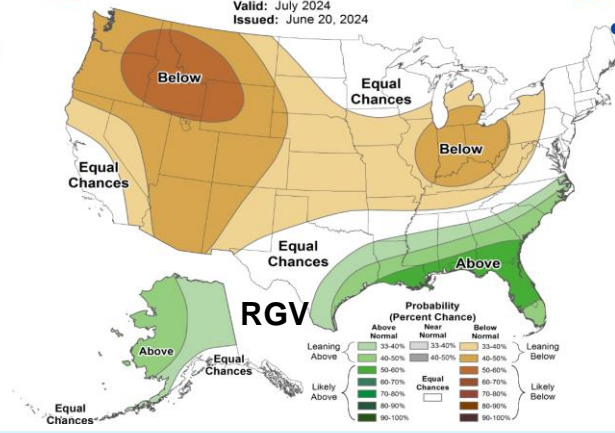 Valid: July 2024
Issued: June 20, 2024
Below
Equal
Chances
Below
Equal
Chances
Equal
Chances
Above
RGV
Above
Equal
Chances
Equal
Chances
Probability
(Percent Chance)
Above
Normal
Near
Normal
Below
Normal
Leaning
Above
33-40%
33-40%
33-40%
Leaning
Below
40-50%
40-50%
40-50%
Likely
Above
50-60%
Equal
Chances
50-60%
Likely
Below
60-70%
60-70%
70-80%
70-80%
80-90%
80-90%
90-100%
90-100%